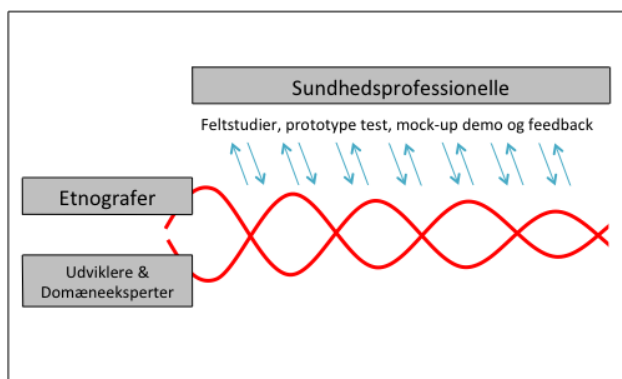 Sundhedsprofessionelle
Feltstudier, prototype test, mock-up demo og feedback
Etnografer
Udviklere &
Domæneeksperter